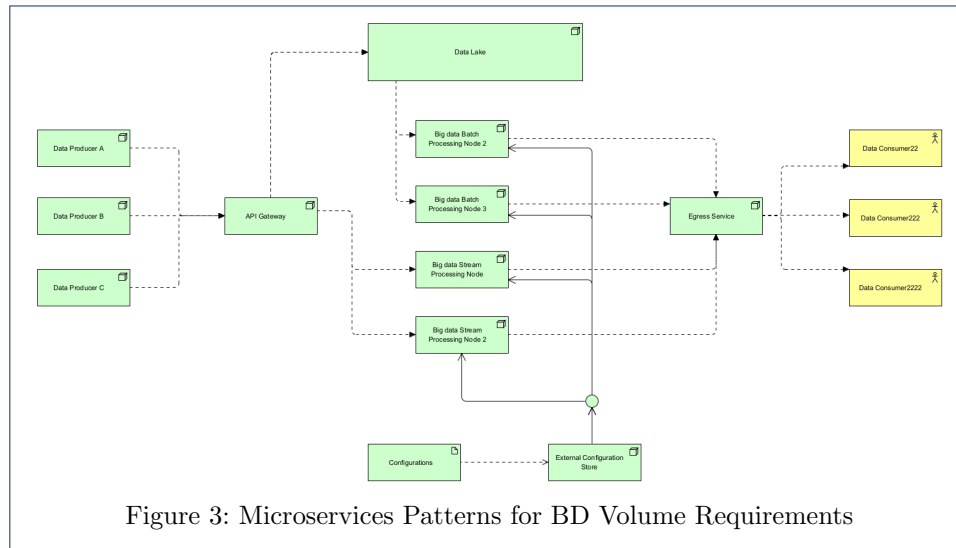 Data Lake
Big data Batch
Processing Node 2
Data Producer A
Data Consumer22
Big data Batch
Processing Node 3
Data Producer B
API Gateway
Egress Service
Data Consumer222
Big data Stream
Processing Node
Data Producer C
Data Consumer2222
Big data Stream
Processing Node 2
Configurations
External Configuration
Store
Figure 3: Microservices Patterns for BD Volume Requirements